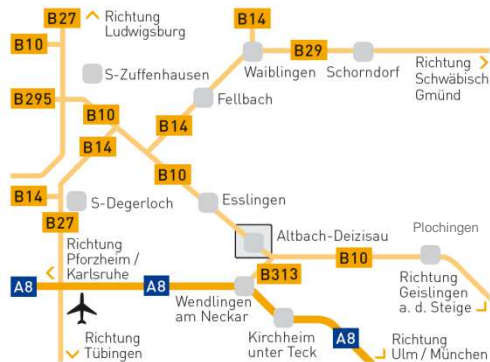 B27
Richtung
Ludwigsburg
B14
B10
B29
S-Zuffenhausen
Waiblingen
Schorndorf
Richtung
Schwäbisch
Gmünd
B295
Fellbach
B10
B14
B14
B10
B14
S-Degerloch
Esslingen
B27
Altbach-Deizisau
Plochingen
Richtung
Pforzheim /
Karlsruhe
B10
B313
A8
A8
Wendlingen
am Neckar
Richtung
Geislingen
a. d. Steige
Richtung
Tübingen
Kirchheim
unter Teck
A8
Richtung
Ulm / München